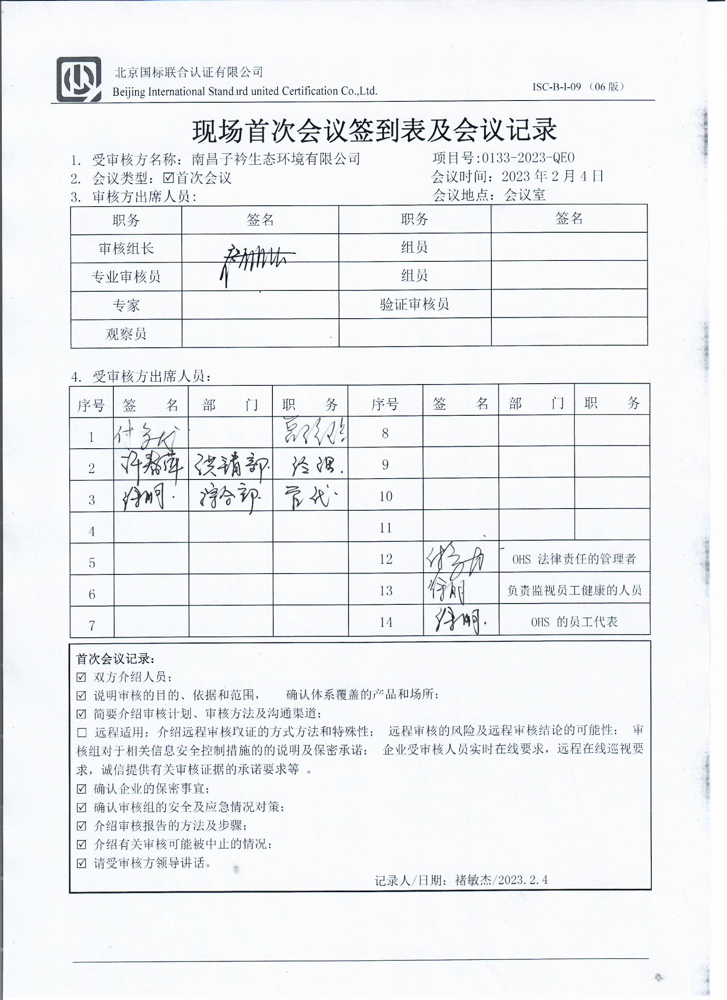 北京国标联合认证有限公司
Beijing International Standard united Certification Co.,Ltd.
ISC-B-I-09 （06 版）
现场首次会议签到表及会议记录
1. 受审核方名称：南昌子衿生态环境有限公司 项目号:0133-2023-QEO
2. 会议类型：☑首次会议 会议时间：2023 年 2 月 4 日
3. 审核方出席人员: 会议地点：会议室
职务 签名 职务 签名
审核组长 组员
专业审核员 组员
专家 验证审核员
观察员
4. 受审核方出席人员:
序号 签 名 部 门 职 务 序号 签 名 部 门 职 务
1 总经理 8
2 许春萍 洪靖部 经理. 9
3 徐明. 综合部. 管代. 10
4 11
5 12 OHS 法律责任的管理者
6 13 徐明 负责监视员工健康的人员
7 14 徐明. OHS 的员工代表
首次会议记录:
☑ 双方介绍人员;
☑ 说明审核的目的、依据和范围， 确认体系覆盖的产品和场所;
☑ 简要介绍审核计划、审核方法及沟通渠道;
□ 远程适用：介绍远程审核取证的方式方法和特殊性； 远程审核的风险及远程审核结论的可能性； 审
核组对于相关信息安全控制措施的的说明及保密承诺； 企业受审核人员实时在线要求，远程在线巡视要
求，诚信提供有关审核证据的承诺要求等 。
☑ 确认企业的保密事宜;
☑ 确认审核组的安全及应急情况对策;
☑ 介绍审核报告的方法及步骤;
☑ 介绍有关审核可能被中止的情况;
☑ 请受审核方领导讲话。
记录人/日期：褚敏杰/2023.2.4